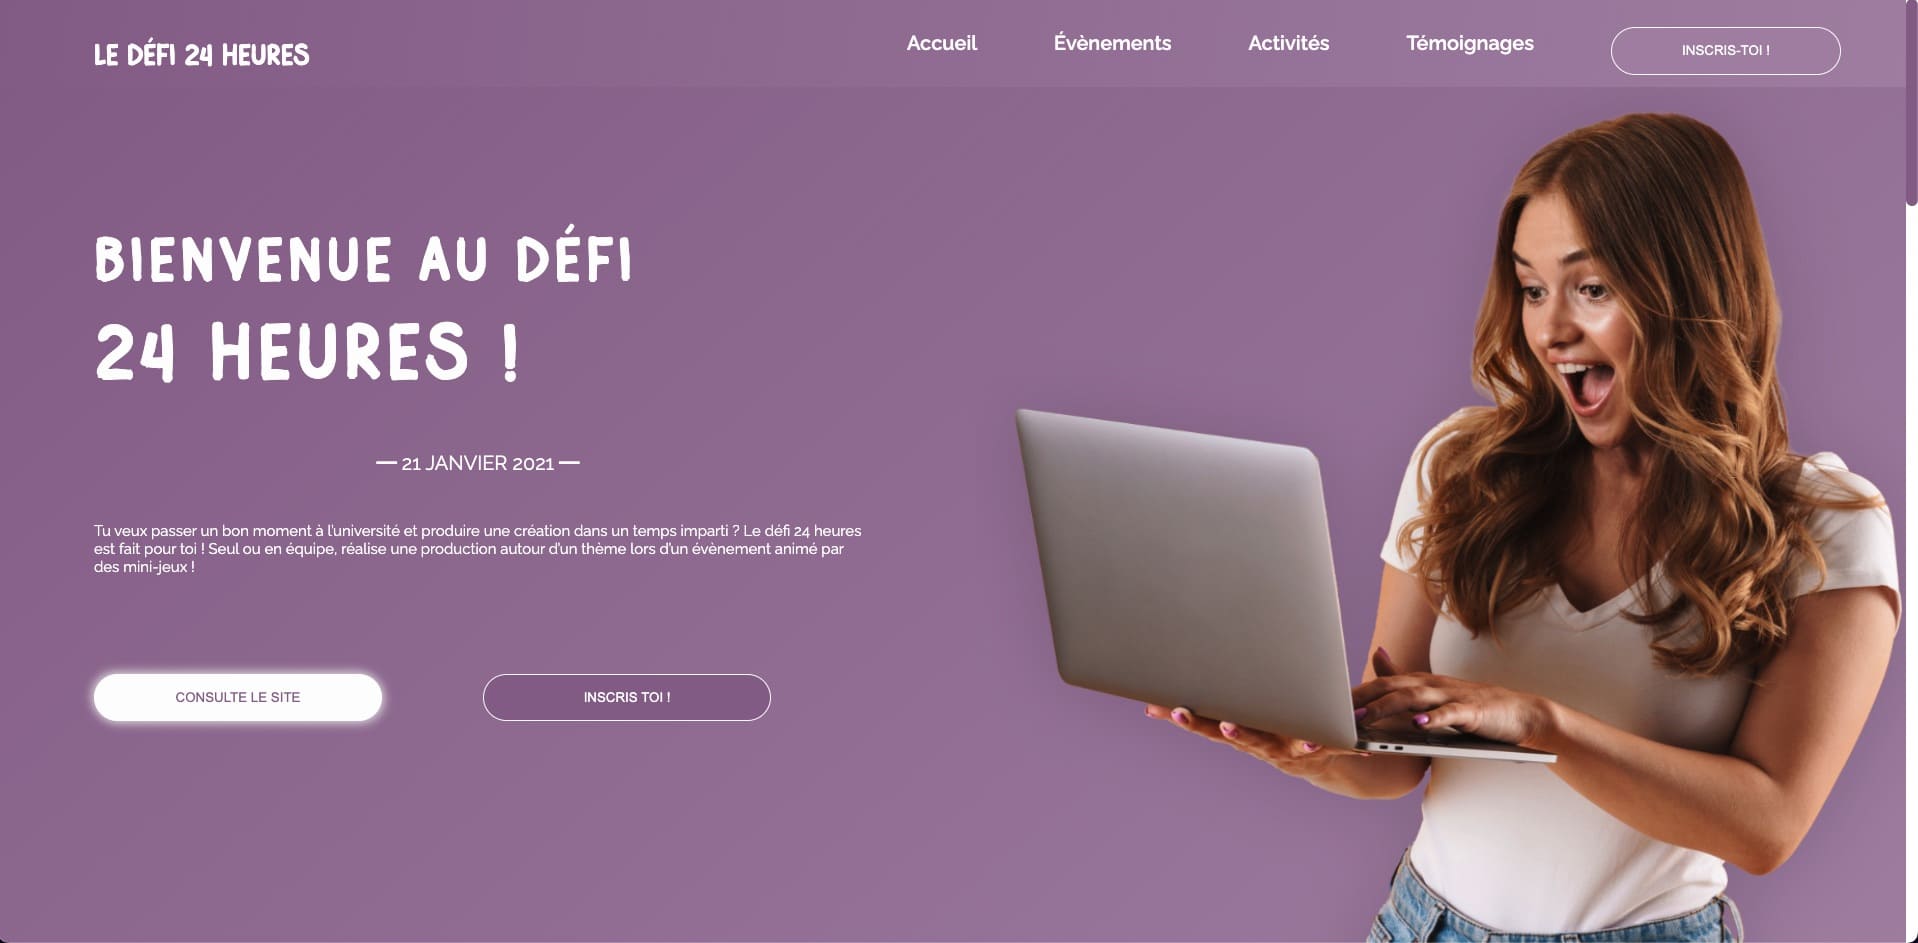 LE DÉFI 24 HEURES
Accueil
Évènements
Activités
Témoignages
INSCRIS-TOI !
BIENVENUE AU DÉFI
24 HEURES !
— 21 JANVIER 2021 —
Tu veux passer un bon moment à l'université et produire une création dans un temps imparti ? Le défi 24 heures
est fait pour toi ! Seul ou en équipe, réalise une production autour d'un thème lors d'un évènement animé par
des mini-jeux !
CONSULTE LE SITE
INSCRIS TOI !